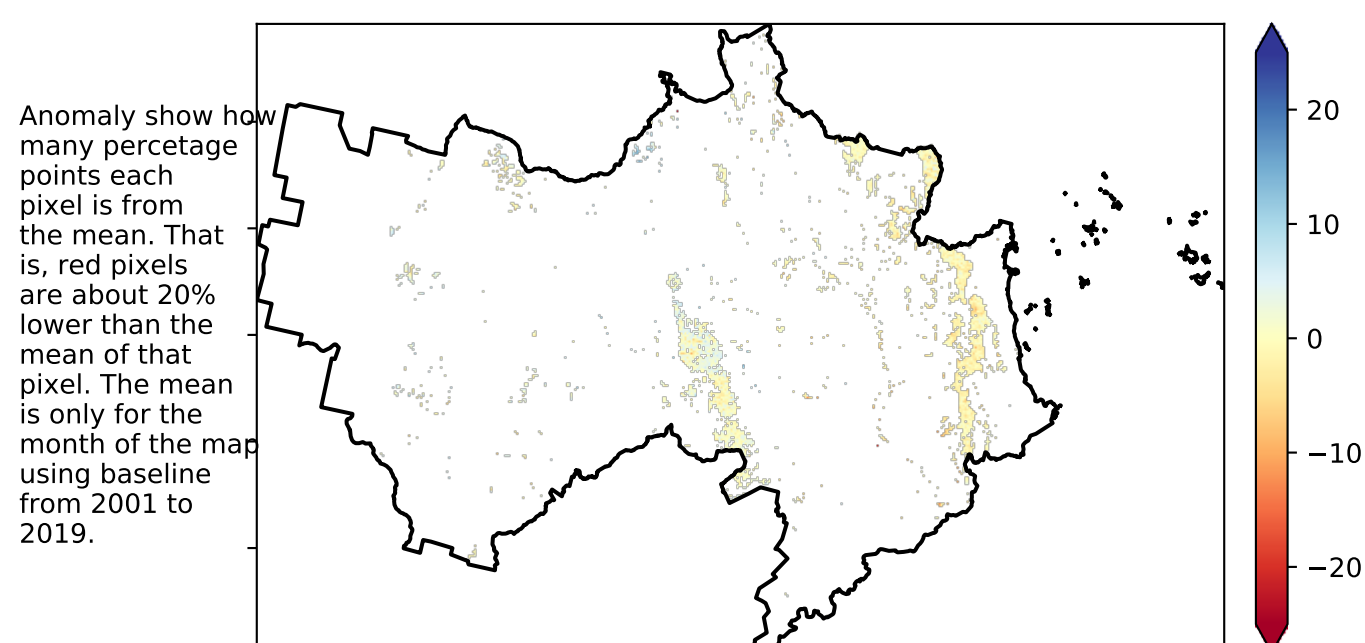 Anomaly show how
many percetage
points each
pixel is from
the mean. That
is, red pixels
are about 20%
lower than the
mean of that
pixel. The mean
is only for the
month of the map
using baseline
from 2001 to
2019.
20
10
0
−10
−20